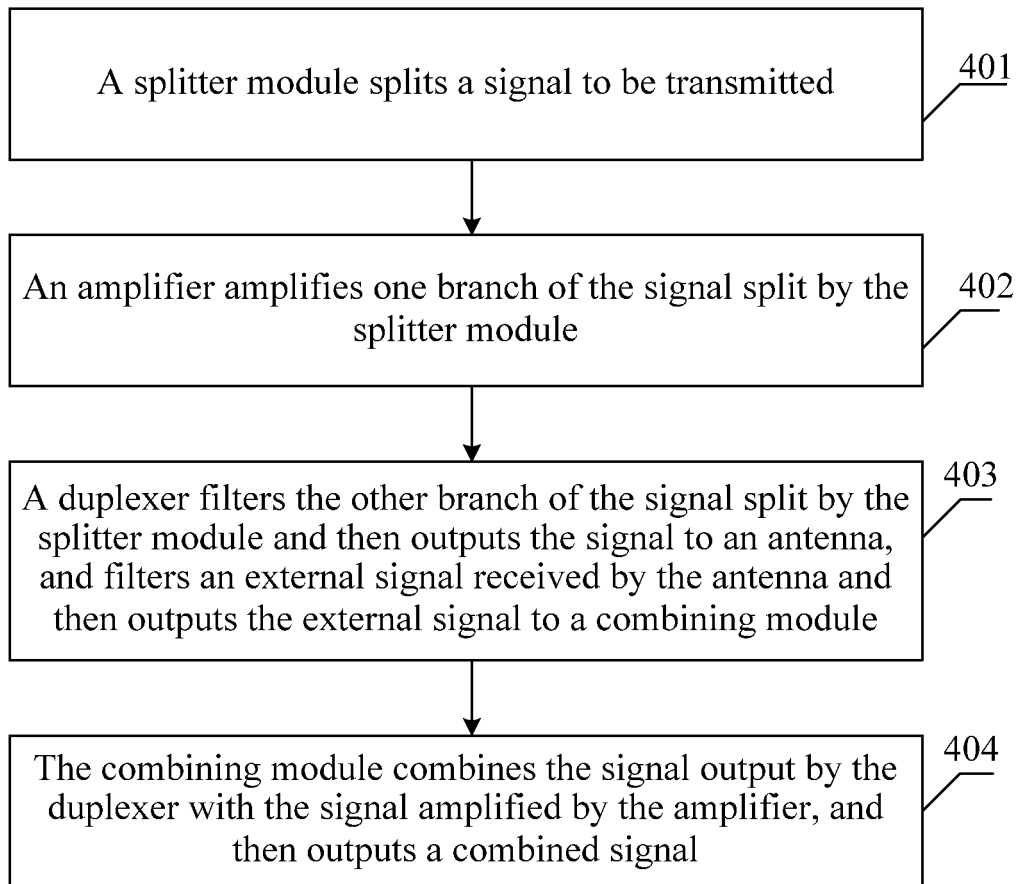 A splitter module splits a signal to be transmitted
401
An amplifier amplifies one branch of the signal split by the
splitter module
402
A duplexer filters the other branch of the signal split by the
splitter module and then outputs the signal to an antenna,
and filters an external signal received by the antenna and
then outputs the external signal to a combining module
403
The combining module combines the signal output by the
duplexer with the signal amplified by the amplifier, and
then outputs a combined signal
404